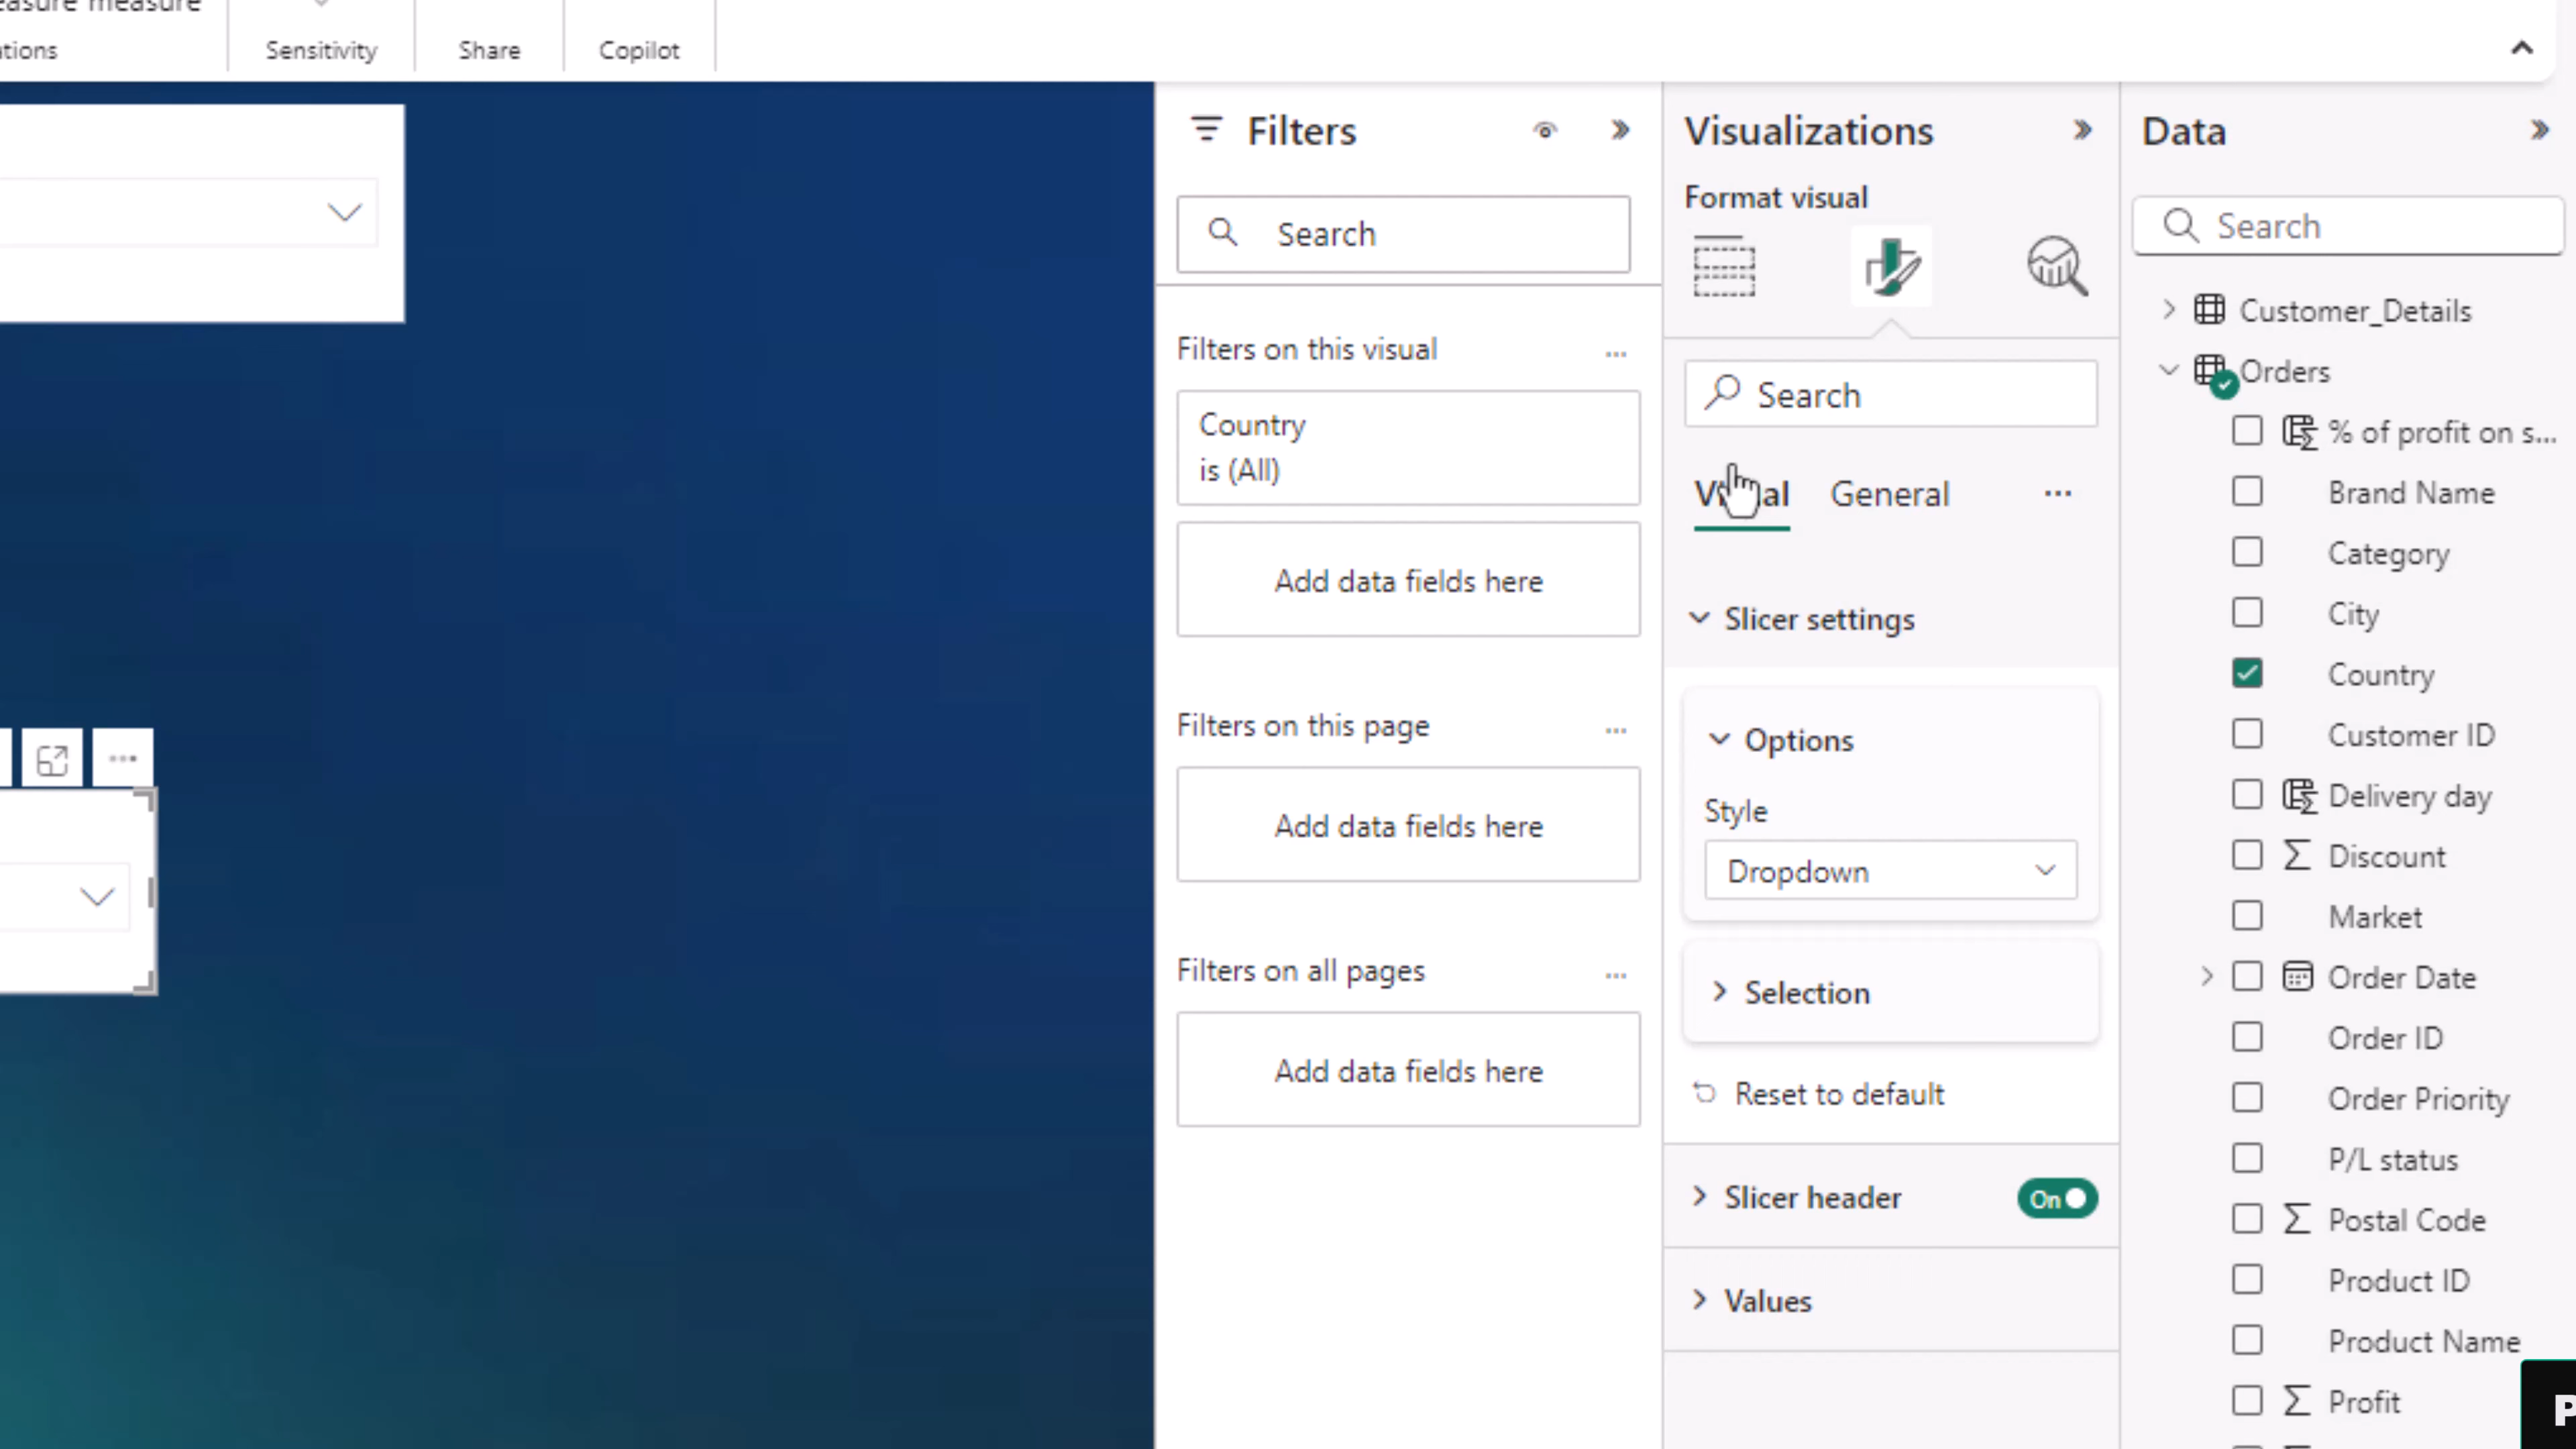 measure
Sensitivity
Share
Copilot
Filters
Search
Filters on this visual
...
Country
is (All)
Add data fields here
Filters on this page
...
Add data fields here
Filters on all pages
...
Add data fields here
Visualizations
Format visual
Search
Visual
General
...
Slicer settings
Options
Style
Dropdown
Selection
Reset to default
Slicer header
On
Values
Data
Search
Customer_Details
Orders
% of profit on s...
Brand Name
Category
City
Country
Customer ID
Delivery day
Discount
Market
Order Date
Order ID
Order Priority
P/L status
Postal Code
Product ID
Product Name
Profit